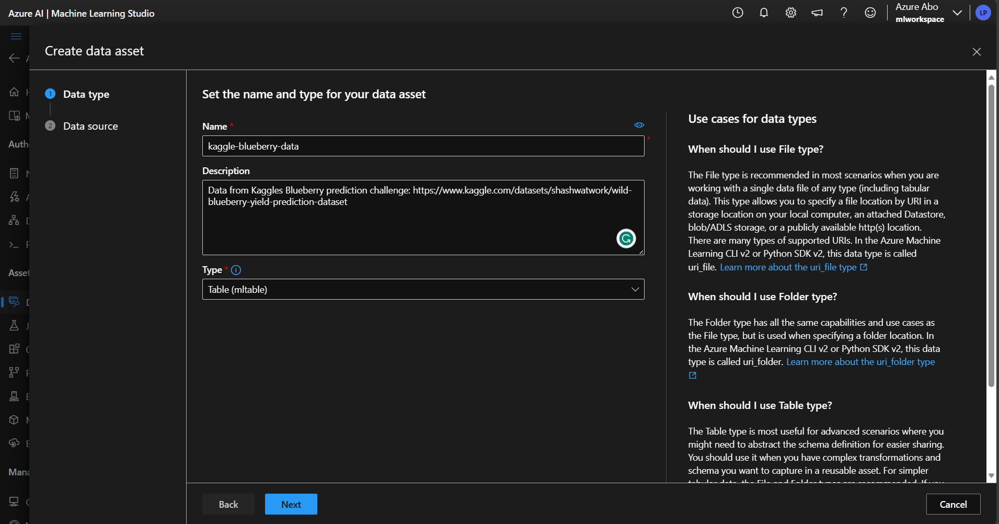 Azure AI | Machine Learning Studio
Azure Abo
mlworkspace
LP
Create data asset
1 Data type
2 Data source
Auth
Asset
Mana
Set the name and type for your data asset
Name *
kaggle-blueberry-data
*
Description
Data from Kaggles Blueberry prediction challenge: https://www.kaggle.com/datasets/shashwatwork/wild-
blueberry-yield-prediction-dataset
Type *
Table (mltable)
Use cases for data types
When should I use File type?
The File type is recommended in most scenarios when you are
working with a single data file of any type (including tabular
data). This type allows you to specify a file location by URI in a
storage location on your local computer, an attached Datastore,
blob/ADLS storage, or a publicly available http(s) location.
There are many types of supported URIs. In the Azure Machine
Learning CLI v2 or Python SDK v2, this data type is called
uri_file. Learn more about the uri_file type
When should I use Folder type?
The Folder type has all the same capabilities and use cases as
the File type, but is used when specifying a folder location. In
the Azure Machine Learning CLI v2 or Python SDK v2, this data
type is called uri_folder. Learn more about the uri_folder type
When should I use Table type?
The Table type is most useful for advanced scenarios where you
might need to abstract the schema definition for easier sharing.
You should use it when you have complex transformations and
schema you want to capture in a reusable asset. For simpler
tabular data, the File and Folder types are recommended. If you
Back
Next
Cancel